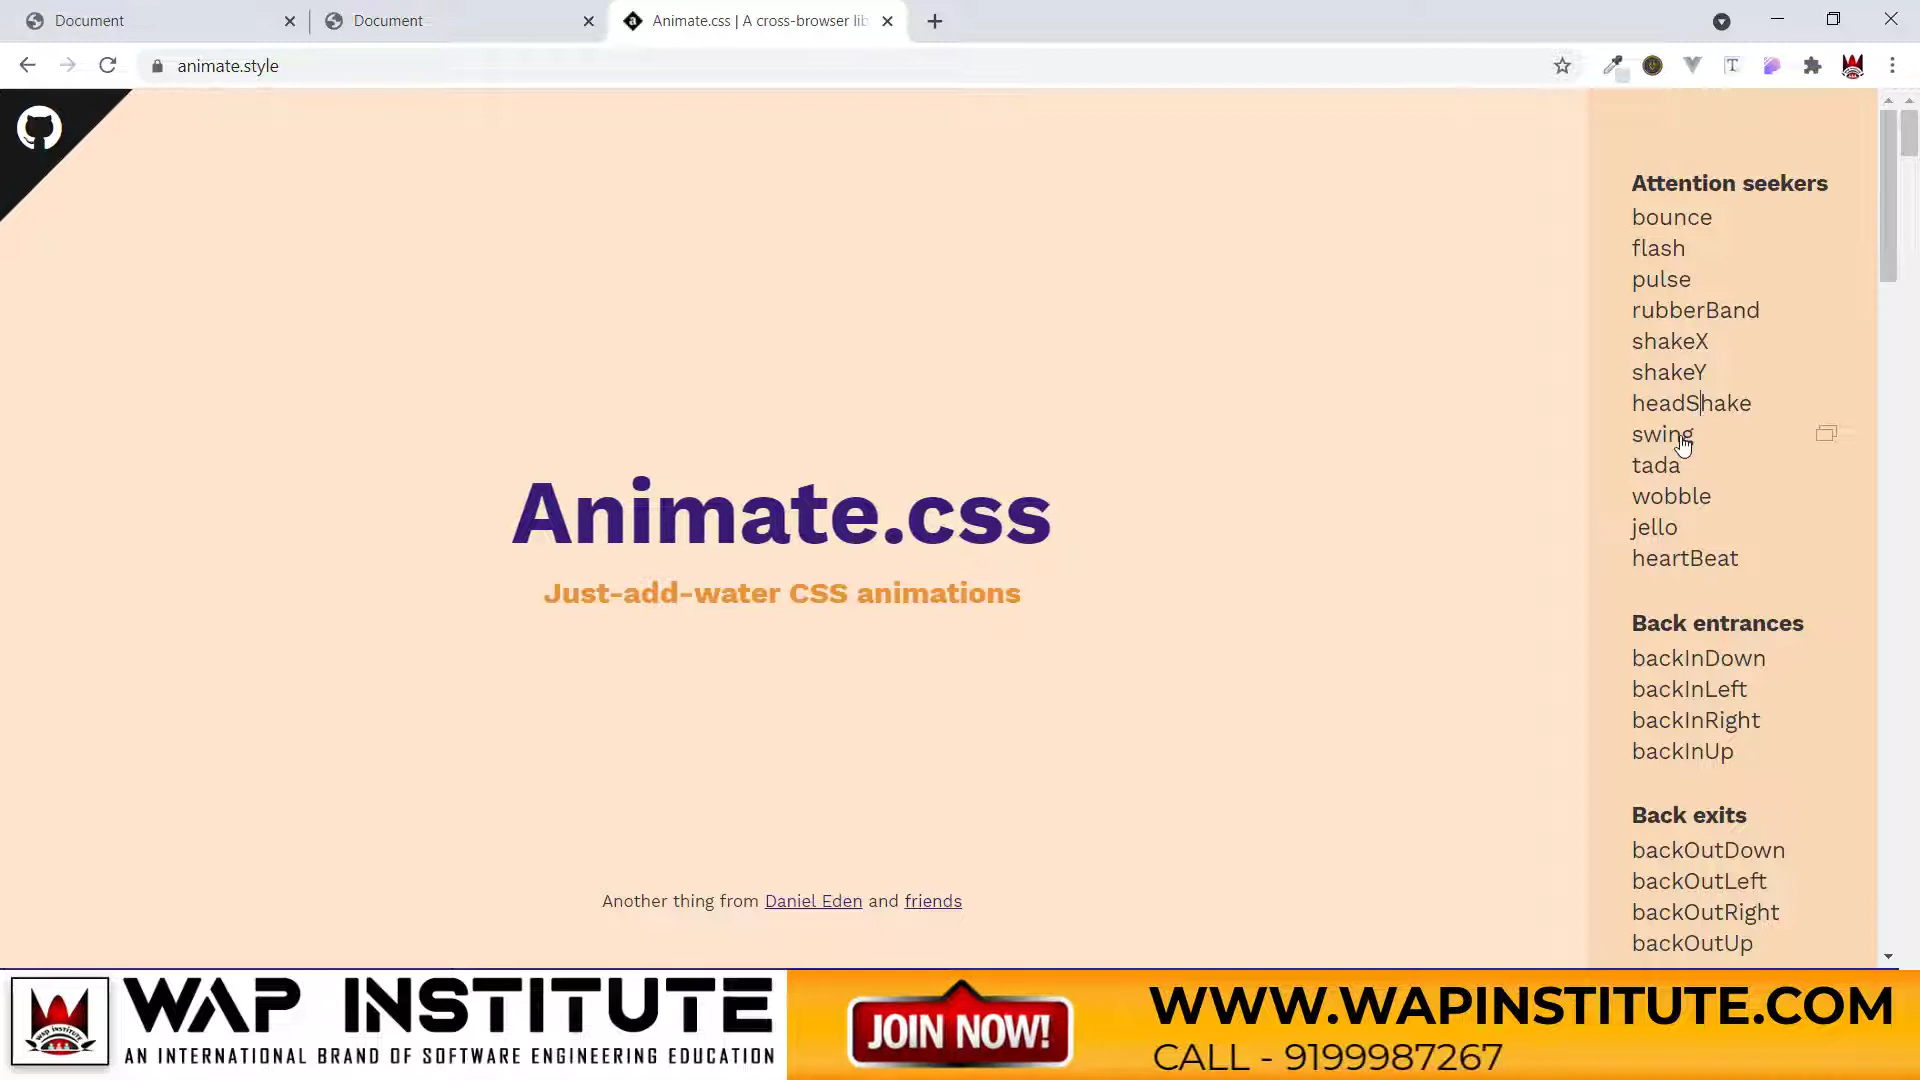 Document
Document
Animate.css | A cross-browser lib
animate.style
Attention seekers
bounce
flash
pulse
rubberBand
shakeX
shakeY
headShake
swing
tada
wobble
jello
heartBeat
Back entrances
backInDown
backInLeft
backInRight
backInUp
Back exits
backOutDown
backOutLeft
backOutRight
backOutUp
Animate.css
Just-add-water CSS animations
Another thing from Daniel Eden and friends
WAP INSTITUTE
AN INTERNATIONAL BRAND OF SOFTWARE ENGINEERING EDUCATION
JOIN NOW!
WWW.WAPINSTITUTE.COM
CALL - 9199987267